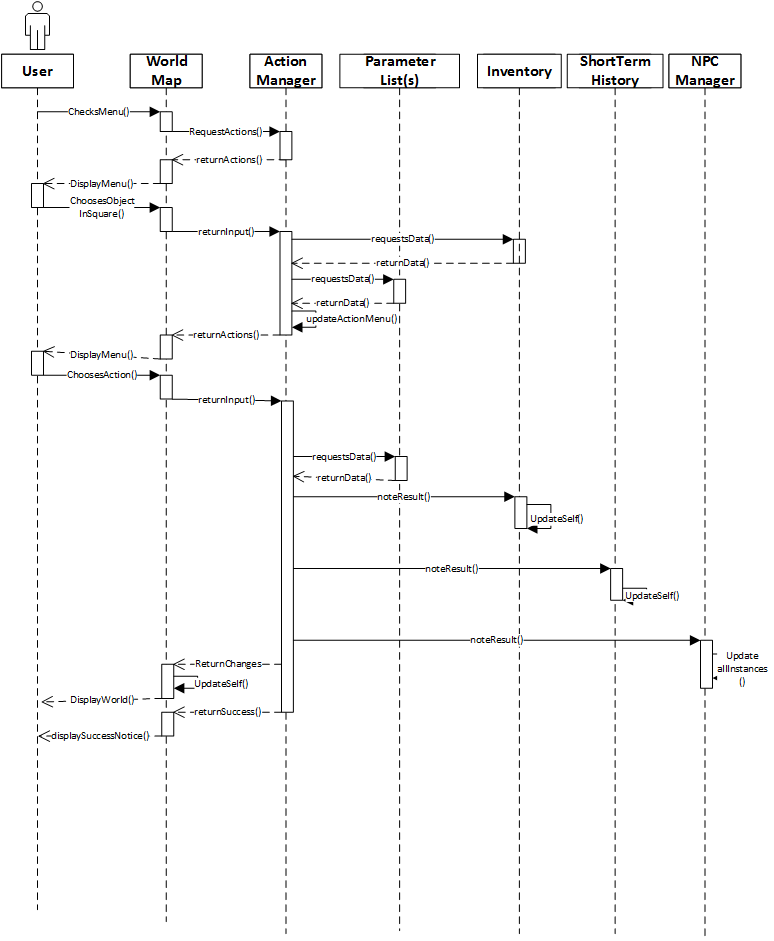 User
World
Map
Action
Manager
Parameter
List(s)
Inventory
ShortTerm
History
NPC
Manager
ChecksMenu()
RequestActions()
returnActions()
DisplayMenu()
ChoosesObject
InSquare()
returnInput()
requestsData()
returnData()
requestsData()
returnData()
updateActionMenu()
returnActions()
DisplayMenu()
ChoosesAction()
returnInput()
requestsData()
returnData()
noteResult()
UpdateSelf()
noteResult()
UpdateSelf()
noteResult()
Update
allInstances
()
ReturnChanges
UpdateSelf()
DisplayWorld()
returnSuccess()
displaySuccessNotice()